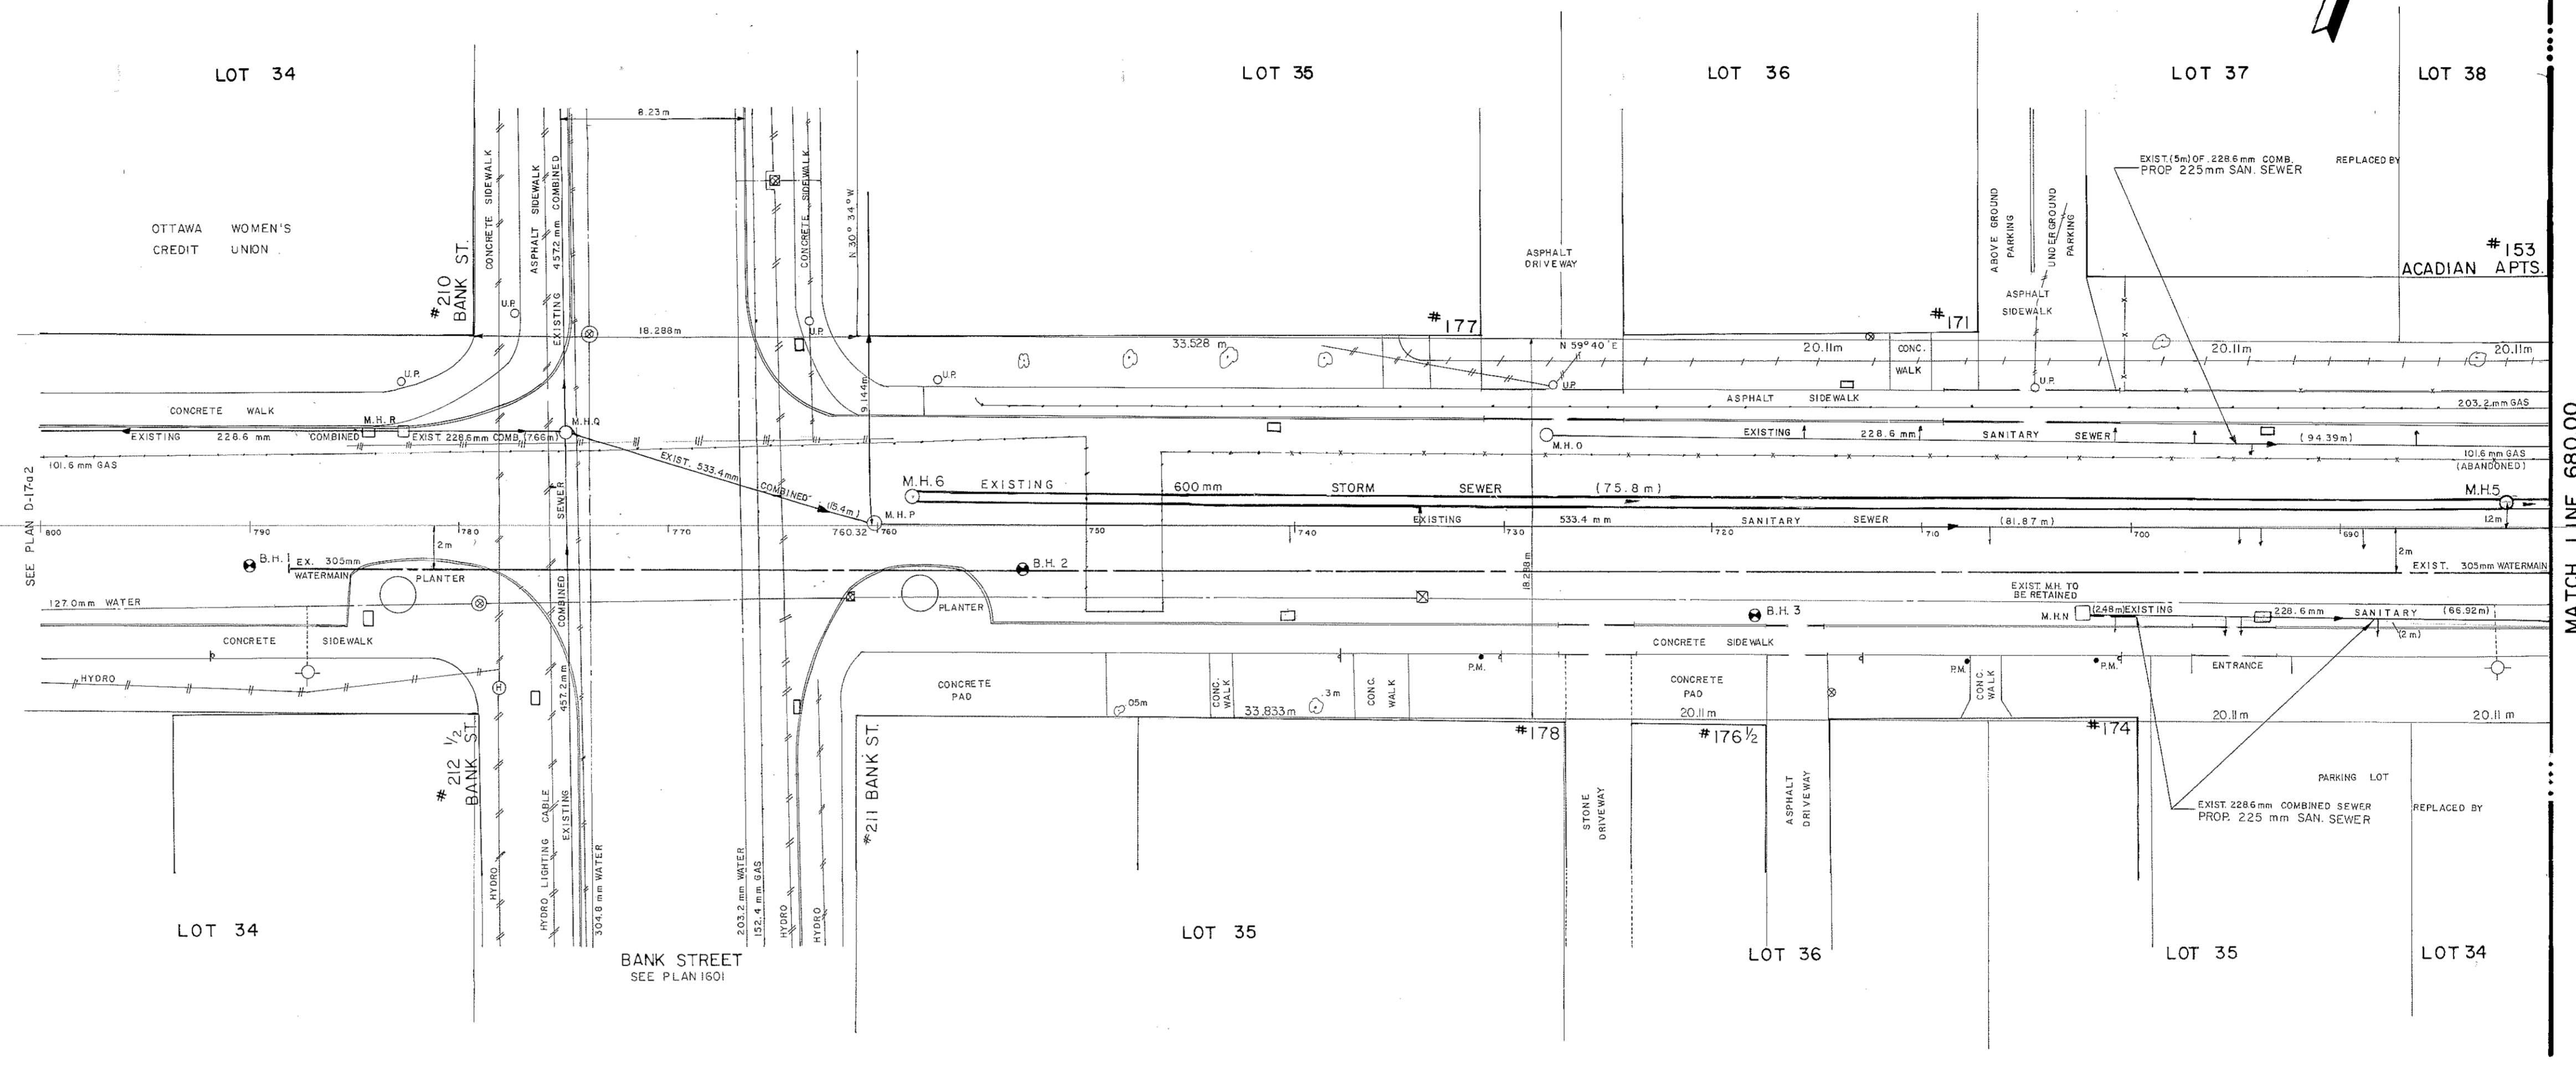 LOT 34
LOT 35
LOT 36
LOT 37
LOT 38
8.23m
CONCRETE SIDEWALK
ASPHALT SIDEWALK
EXISTING 457.2 mm COMBINED
CONCRETE SIDEWALK
N 30° 34' W
OTTAWA WOMEN'S
CREDIT UNION
#210
BANK ST.
U.P.
U.P.
U.P.
U.P.
18.288m
ASPHALT
DRIVEWAY
ABOVE GROUND
PARKING
UNDERGROUND
PARKING
EXIST. (5m) OF 228.6 mm COMB. REPLACED BY
PROP 225mm SAN. SEWER
#153
ACADIAN APTS.
ASPHALT
SIDEWALK
#177
#171
33.528 m
N 59° 40' E
20.11m
CONC.
WALK
20.11m
20.11m
U.P.
U.P.
9.144m
CONCRETE WALK
ASPHALT SIDEWALK
203.2 mm GAS
M.H.R
M.H.Q
EXISTING 228.6 mm COMBINED
EXIST. 228.6mm COMB. (7.66m)
M.H.O
EXISTING 228.6 mm SANITARY SEWER (94.39m)
101.6 mm GAS
101.6 mm GAS
(ABANDONED)
EXIST. 533.4mm COMBINED (15.4m)
M.H.6
EXISTING 600mm STORM SEWER (75.8 m)
M.H.5
M.H.P
SEWER
EXISTING 533.4 mm SANITARY SEWER (81.87 m)
1.2m
800 790 780 770 760.32 760 750 740 730 720 710 700 690
SEE PLAN D-17-a2
MATCH LINE 680.00
2m
2m
B.H. 1
EX. 305mm
WATERMAIN
PLANTER
B.H. 2
18.288m
EXIST. 305mm WATERMAIN
EXIST. M.H. TO
BE RETAINED
127.0mm WATER
PLANTER
B.H. 3
M.H.N
(2.48m) EXISTING 228.6 mm SANITARY (66.92m)
(2 m)
COMBINED
CONCRETE SIDEWALK
CONCRETE SIDEWALK
HYDRO
H
457.2mm
CONCRETE
PAD
.05m
CONC.
WALK
33.833m
.3m
CONC.
WALK
P.M.
CONCRETE
PAD
20.11 m
P.M.
CONC.
WALK
P.M.
ENTRANCE
20.11 m
20.11 m
#212 1/2
BANK ST
#211 BANK ST.
#178
#176 1/2
#174
STONE
DRIVEWAY
ASPHALT
DRIVEWAY
PARKING LOT
EXIST. 228.6mm COMBINED SEWER REPLACED BY
PROP. 225 mm SAN. SEWER
HYDRO
HYDRO LIGHTING CABLE
EXISTING
304.8 mm WATER
203.2 mm WATER
152.4 mm GAS
HYDRO
HYDRO
LOT 34
LOT 35
LOT 36
LOT 35
LOT 34
BANK STREET
SEE PLAN 1601